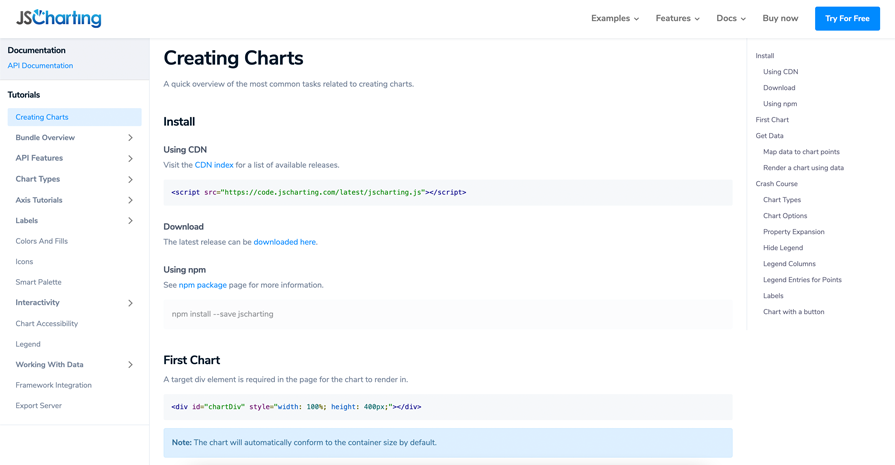 JSCharting
Examples
Features
Docs
Buy now
Try For Free
Documentation
API Documentation
Tutorials
Creating Charts
Bundle Overview
API Features
Chart Types
Axis Tutorials
Labels
Colors And Fills
Icons
Smart Palette
Interactivity
Chart Accessibility
Legend
Working With Data
Framework Integration
Export Server
Creating Charts
A quick overview of the most common tasks related to creating charts.
Install
Using CDN
Visit the CDN index for a list of available releases.
<script src="https://code.jscharting.com/latest/jscharting.js"></script>
Download
The latest release can be downloaded here.
Using npm
See npm package page for more information.
npm install --save jscharting
First Chart
A target div element is required in the page for the chart to render in.
<div id="chartDiv" style="width: 100%; height: 400px;"></div>
Note: The chart will automatically conform to the container size by default.
Install
Using CDN
Download
Using npm
First Chart
Get Data
Map data to chart points
Render a chart using data
Crash Course
Chart Types
Chart Options
Property Expansion
Hide Legend
Legend Columns
Legend Entries for Points
Labels
Chart with a button